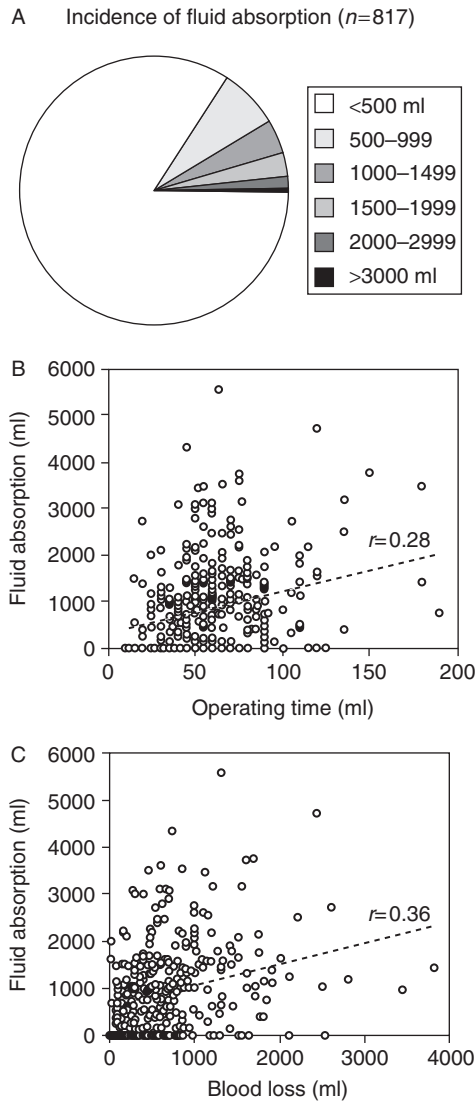 A Incidence of fluid absorption (n=817)
<500 ml
500–999
1000–1499
1500–1999
2000–2999
>3000 ml
B
Fluid absorption (ml)
6000
5000
4000
3000
2000
1000
0
r=0.28
0 50 100 150 200
Operating time (ml)
C
Fluid absorption (ml)
6000
5000
4000
3000
2000
1000
0
r=0.36
0 1000 2000 3000 4000
Blood loss (ml)